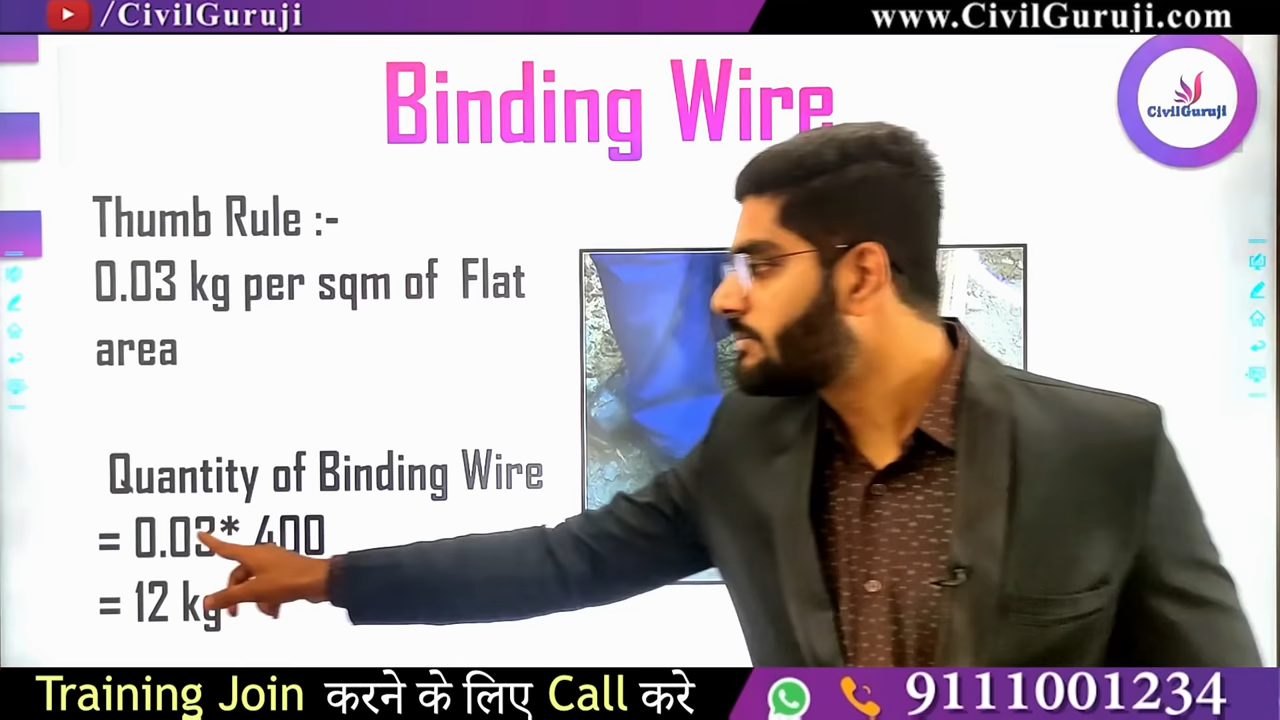 /CivilGuruji
www.CivilGuruji.com
Binding Wire
CivilGuruji
Thumb Rule :-
0.03 kg per sqm of Flat
area
Quantity of Binding Wire
= 0.03* 400
= 12 kg
Training Join करने के लिए Call करे
9111001234